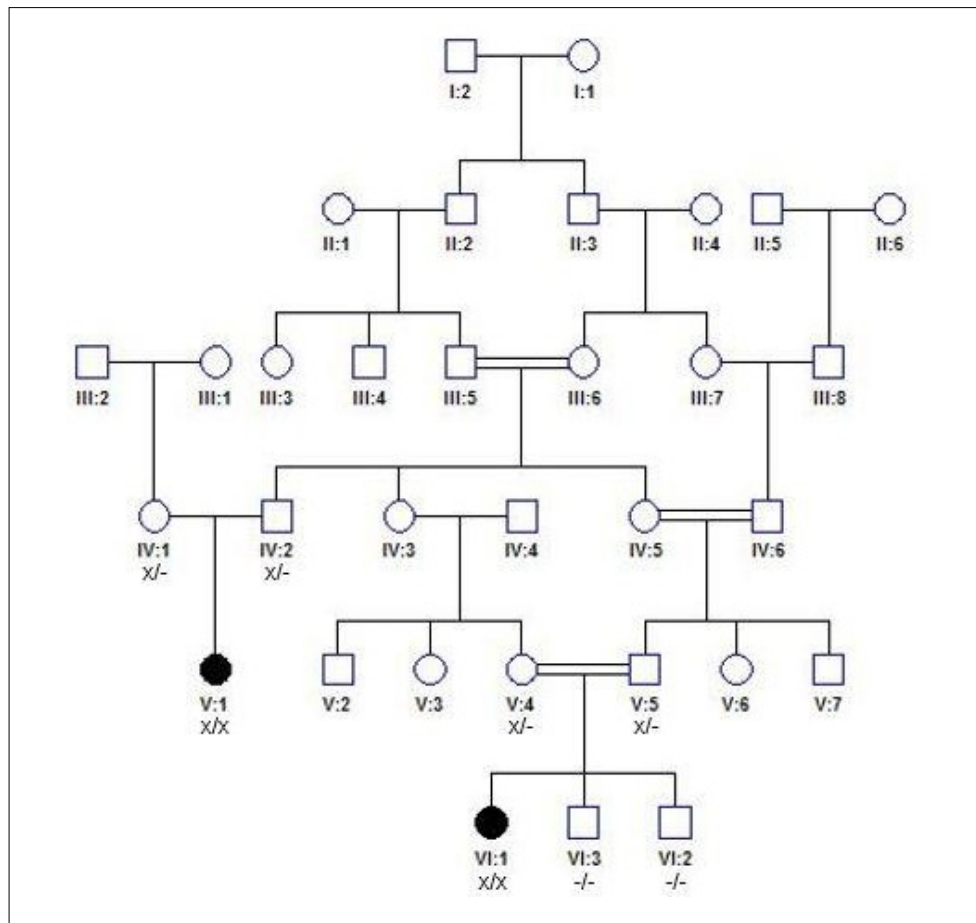 I:2 I:1
II:1 II:2 II:3 II:4 II:5 II:6
III:2 III:1 III:3 III:4 III:5 III:6 III:7 III:8
IV:1 IV:2 IV:3 IV:4 IV:5 IV:6
x/- x/-
V:1 V:2 V:3 V:4 V:5 V:6 V:7
x/x x/- x/-
VI:1 VI:3 VI:2
x/x -/- -/-